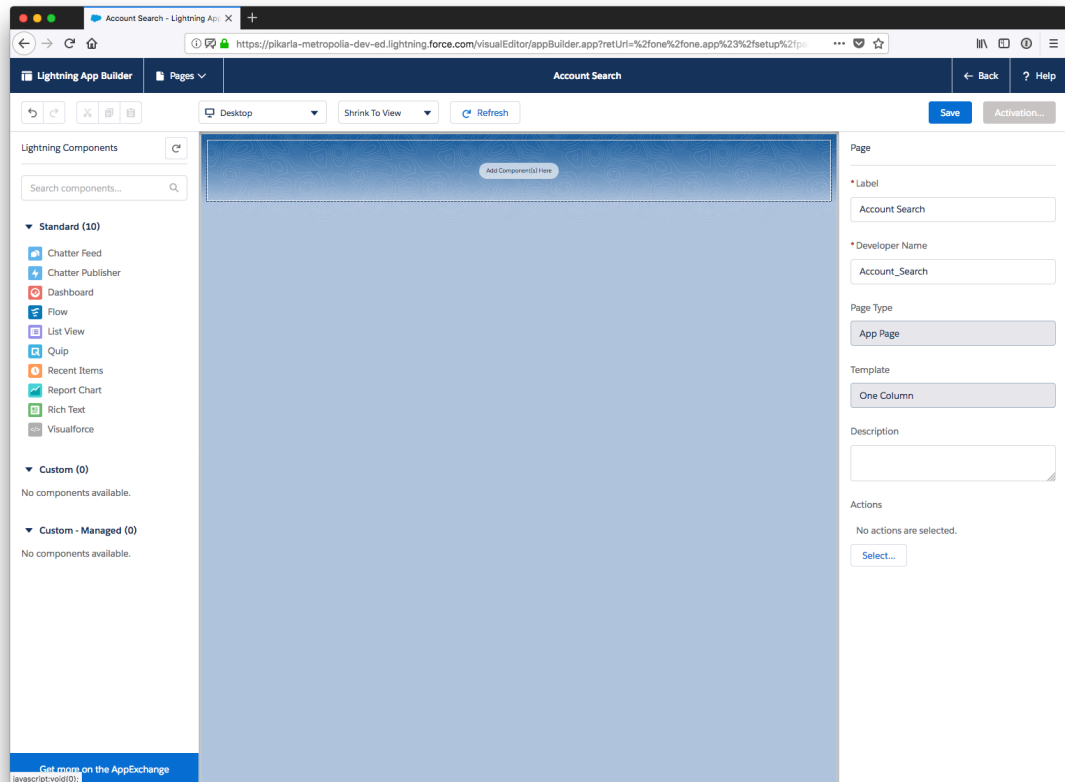 Account Search - Lightning App
https://pikarla-metropolia-dev-ed.lightning.force.com/visualEditor/appBuilder.app?retUrl=%2fone%2fone.app%23%2fsetup%2fpa
Lightning App Builder
Pages
Account Search
Back
? Help
Desktop
Shrink To View
Refresh
Save
Activation...
Lightning Components
Search components...
Standard (10)
Chatter Feed
Chatter Publisher
Dashboard
Flow
List View
Quip
Recent Items
Report Chart
Rich Text
Visualforce
Custom (0)
No components available.
Custom - Managed (0)
No components available.
Get more on the AppExchange
javascript:void(0);
Add Component(s) Here
Page
*Label
Account Search
*Developer Name
Account_Search
Page Type
App Page
Template
One Column
Description
Actions
No actions are selected.
Select...